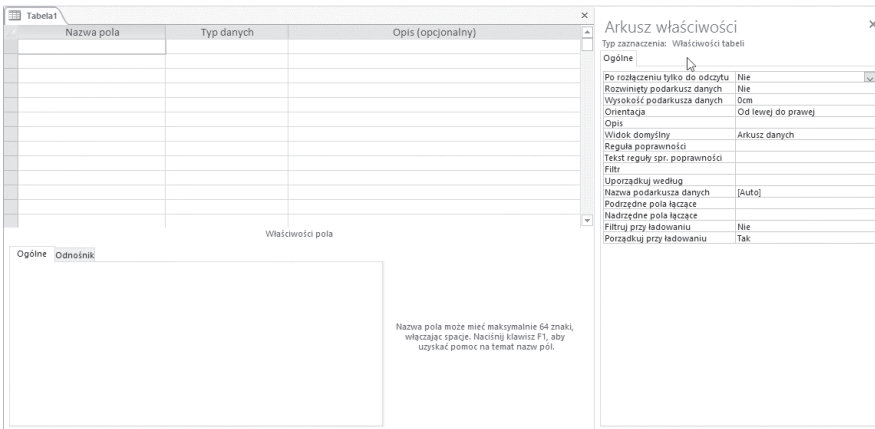 Tabela1
Nazwa pola Typ danych Opis (opcjonalny)
Właściwości pola
Ogólne Odnośnik
Nazwa pola może mieć maksymalnie 64 znaki,
włączając spacje. Naciśnij klawisz F1, aby
uzyskać pomoc na temat nazw pól.
Arkusz właściwości
Typ zaznaczenia: Właściwości tabeli
Ogólne
Po rozłączeniu tylko do odczytu Nie
Rozwinięty podarkusz danych Nie
Wysokość podarkusza danych 0cm
Orientacja Od lewej do prawej
Opis
Widok domyślny Arkusz danych
Reguła poprawności
Tekst reguły spr. poprawności
Filtr
Uporządkuj według
Nazwa podarkusza danych [Auto]
Podrzędne pola łączące
Nadrzędne pola łączące
Filtruj przy ładowaniu Nie
Porządkuj przy ładowaniu Tak